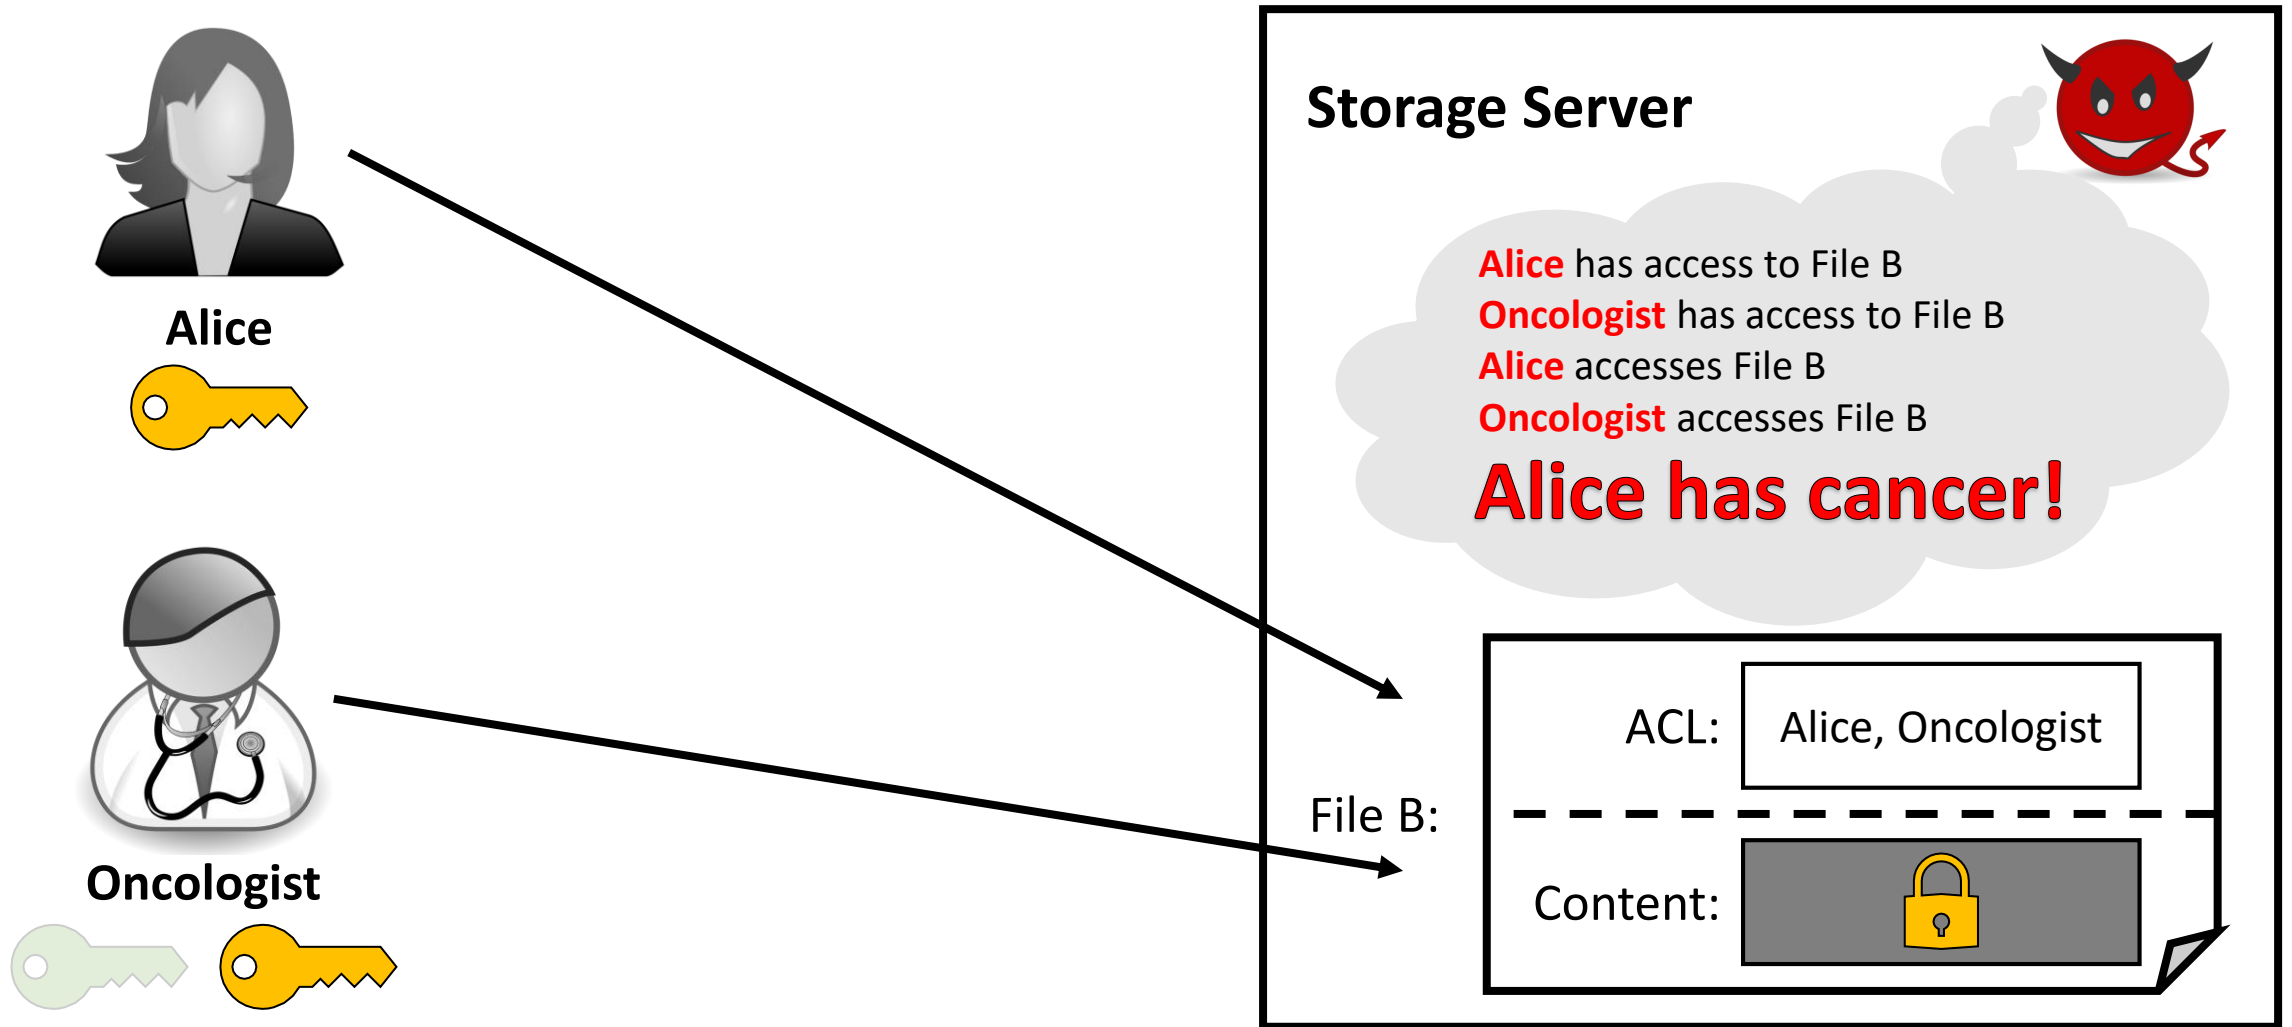 Alice
Oncologist
Storage Server
Alice has access to File B
Oncologist has access to File B
Alice accesses File B
Oncologist accesses File B
Alice has cancer!
File B:
ACL:
Alice, Oncologist
Content: